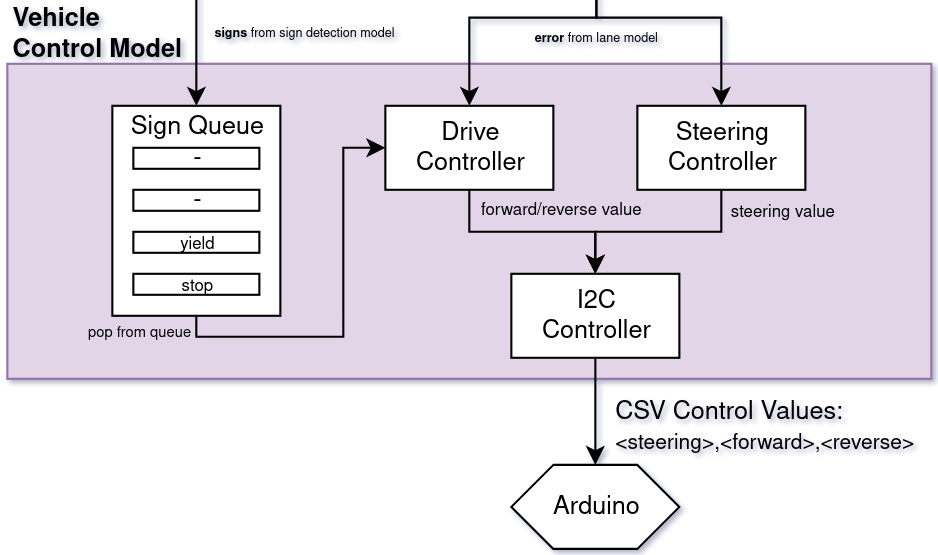 Vehicle
Control Model
signs from sign detection model
error from lane model
Sign Queue
-
-
yield
stop
pop from queue
Drive
Controller
Steering
Controller
forward/reverse value
steering value
I2C
Controller
CSV Control Values:
<steering>,<forward>,<reverse>
Arduino